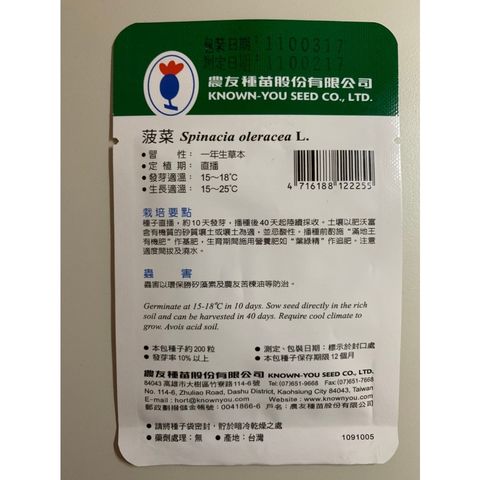 包裝日期：1100317
測定日期：1100217
農友種苗股份有限公司
KNOWN-YOU SEED CO., LTD.
菠菜 Spinacia oleracea L.
•習　性：一年生草本
•定植期：直播
•發芽適溫：15～18℃
•生長適溫：15～25℃
4 716188 122255
栽培要點
種子直播，約10天發芽，播種後40天起陸續採收。土壤以肥沃富
含有機質的砂質壤土或壤土為適，並忌酸性。播種前酌施“滿地王
有機肥”作基肥，生育期間施用營養肥如“葉綠精”作追肥。注意
適度間拔及澆水。
蟲　害
蟲害以環保勝矽藻素及農友苦楝油等防治。
Germinate at 15-18°C in 10 days. Sow seed directly in the rich
soil and can be harvested in 40 days. Require cool climate to
grow. Avois acid soil.
•本包種子約200粒
•測定、包裝日期：標示於封口處
•發芽率10%以上
•本包種子保存期限12個月
農友種苗股份有限公司 KNOWN-YOU SEED CO., LTD.
84043 高雄市大樹區竹寮路114-6號 Tel:(07)651-9668 Fax:(07)651-7668
No. 114-6, Zhuliao Road, Dashu District, Kaohsiung City 84043, Taiwan
E-mail : hort@knownyou.com Website : www.knownyou.com
郵政劃撥儲金帳號：0041866-6 戶名：農友種苗股份有限公司
•請將種子袋密封，貯於暗冷乾燥之處
•藥劑處理：無 •產地：台灣
1091005